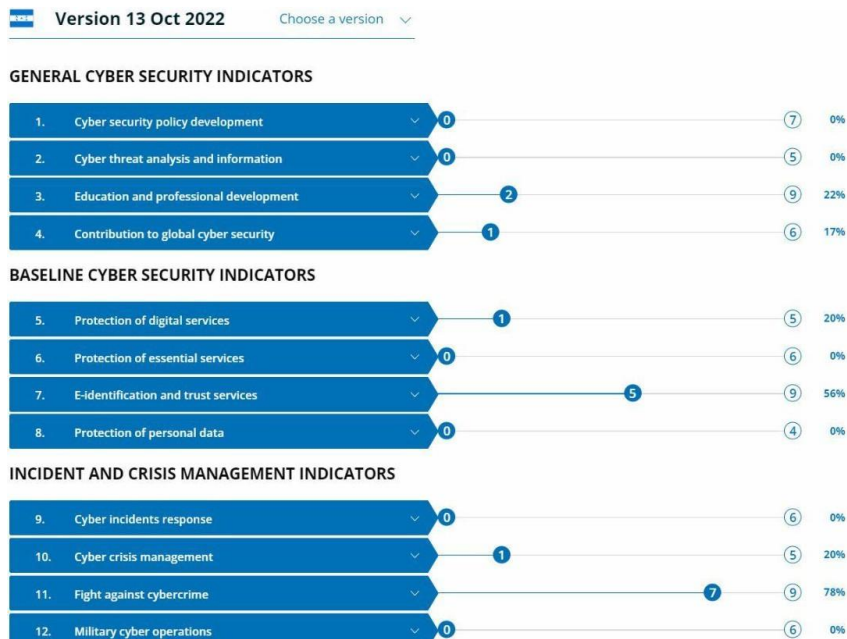 Version 13 Oct 2022 Choose a version
GENERAL CYBER SECURITY INDICATORS
1. Cyber security policy development 0 7 0%
2. Cyber threat analysis and information 0 5 0%
3. Education and professional development 2 9 22%
4. Contribution to global cyber security 1 6 17%
BASELINE CYBER SECURITY INDICATORS
5. Protection of digital services 1 5 20%
6. Protection of essential services 0 6 0%
7. E-identification and trust services 5 9 56%
8. Protection of personal data 0 4 0%
INCIDENT AND CRISIS MANAGEMENT INDICATORS
9. Cyber incidents response 0 6 0%
10. Cyber crisis management 1 5 20%
11. Fight against cybercrime 7 9 78%
12. Military cyber operations 0 6 0%